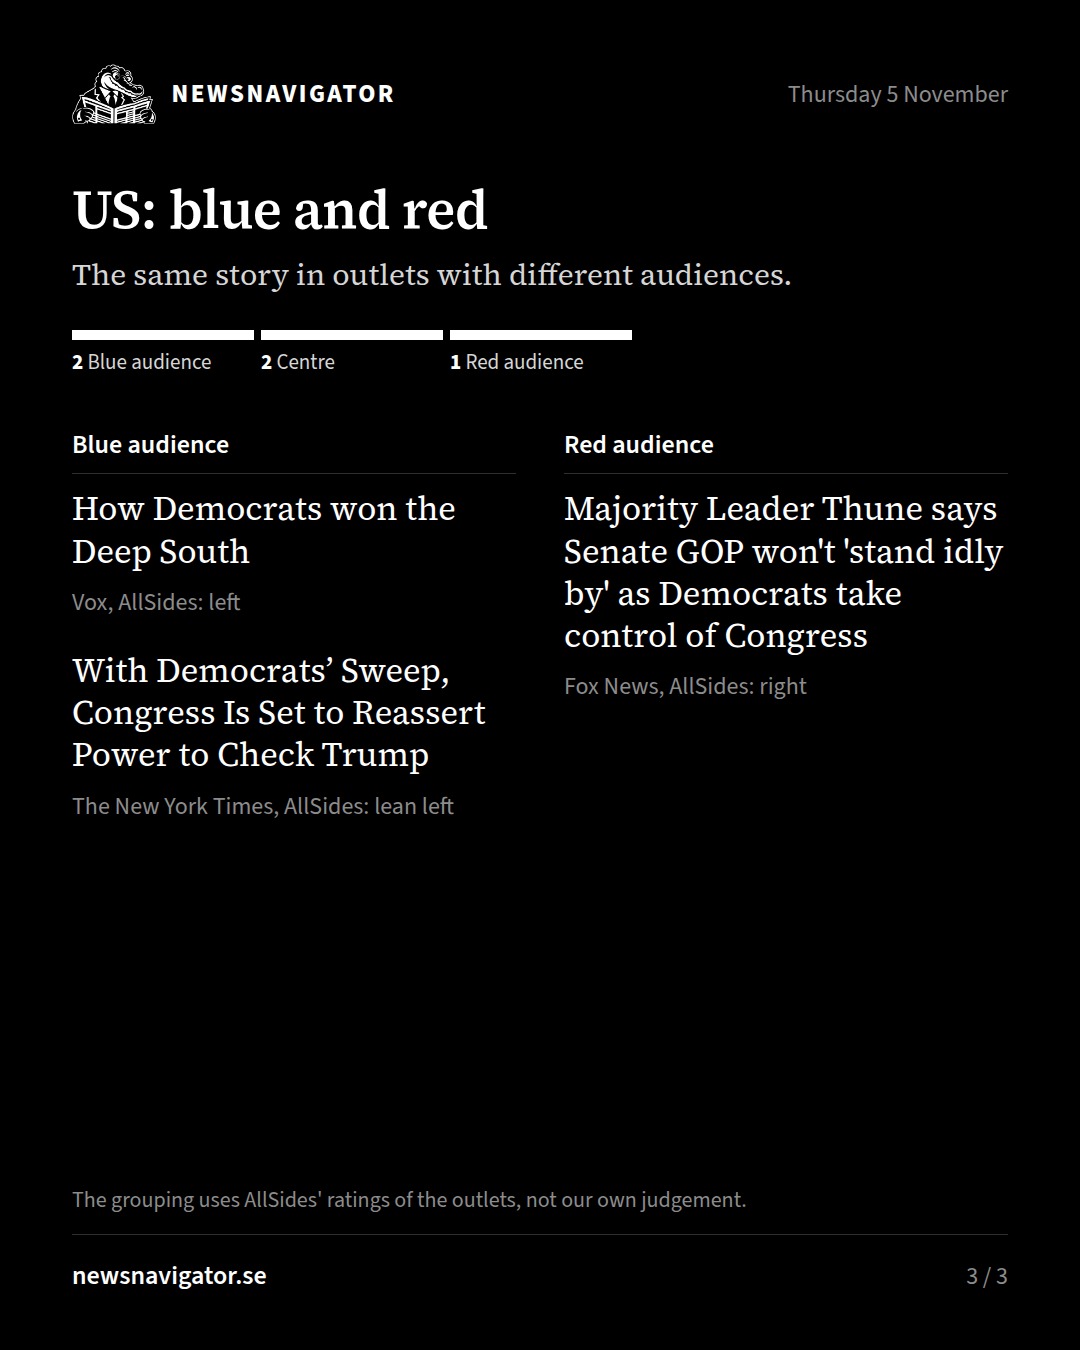 NEWSNAVIGATOR
Thursday 5 November
US: blue and red
The same story in outlets with different audiences.
2 Blue audience
2 Centre
1 Red audience
Blue audience
How Democrats won the
Deep South
Vox, AllSides: left
With Democrats’ Sweep,
Congress Is Set to Reassert
Power to Check Trump
The New York Times, AllSides: lean left
Red audience
Majority Leader Thune says
Senate GOP won't 'stand idly
by' as Democrats take
control of Congress
Fox News, AllSides: right
The grouping uses AllSides' ratings of the outlets, not our own judgement.
newsnavigator.se
3 / 3